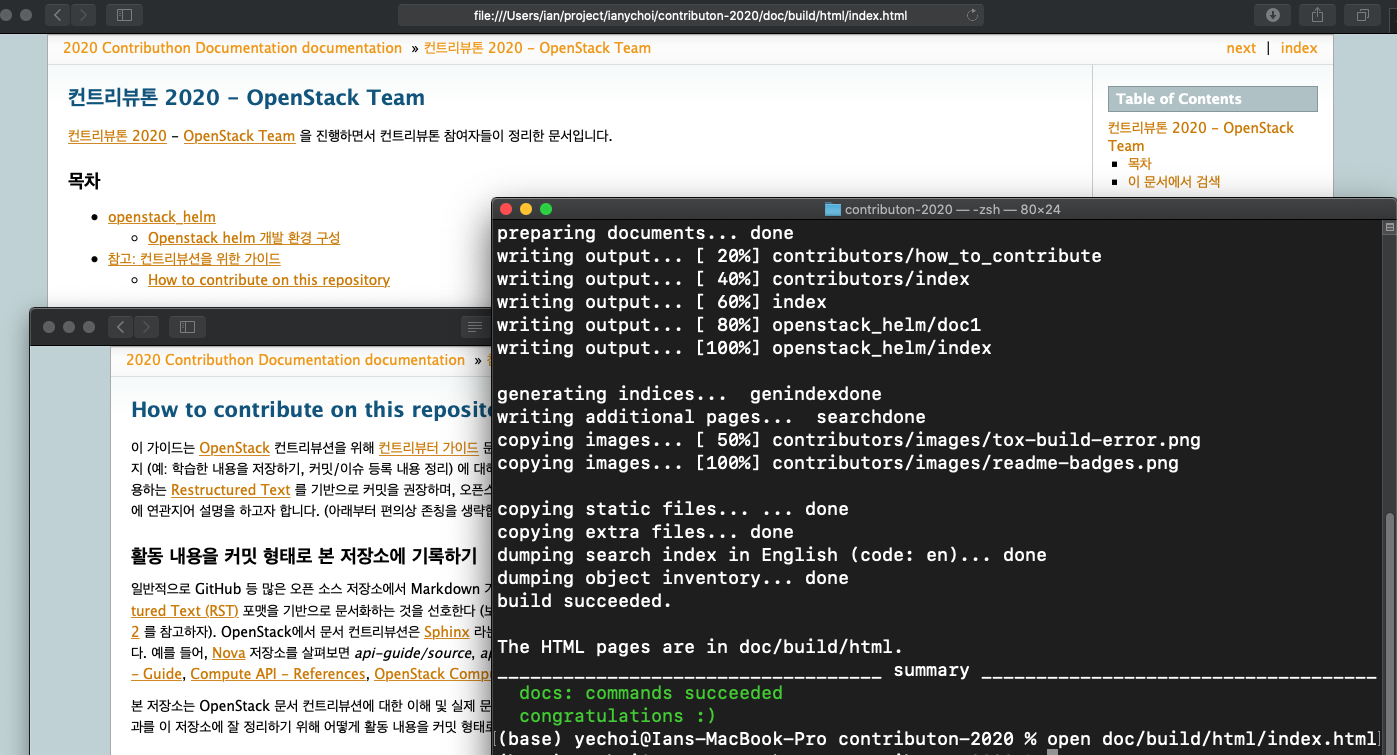 file:///Users/ian/project/ianychoi/contributon-2020/doc/build/html/index.html
2020 Contributhon Documentation documentation » 컨트리뷰톤 2020 – OpenStack Team
next | index
컨트리뷰톤 2020 – OpenStack Team
컨트리뷰톤 2020 – OpenStack Team 을 진행하면서 컨트리뷰톤 참여자들이 정리한 문서입니다.
목차
openstack_helm
Openstack helm 개발 환경 구성
참고: 컨트리뷰션을 위한 가이드
How to contribute on this repository
Table of Contents
컨트리뷰톤 2020 – OpenStack
Team
목차
이 문서에서 검색
2020 Contributhon Documentation documentation »
How to contribute on this
이 가이드는 OpenStack 컨트리뷰션을 위해 컨트리뷰터 가이드
지 (예: 학습한 내용을 저장하기, 커밋/이슈 등록 내용 정리) 에
용하는 Restructured Text 를 기반으로 커밋을 권장하며,
에 연관지어 설명을 하고자 합니다. (아래부터 편의상 존칭을
활동 내용을 커밋 형태로 본 저장소에 기록하기
일반적으로 GitHub 등 많은 오픈 소스 저장소에서 Markdown
tured Text (RST) 포맷을 기반으로 문서화하는 것을 선호한다
2 를 참고하자). OpenStack에서 문서 컨트리뷰션은 Sphinx
다. 예를 들어, Nova 저장소를 살펴보면 api-guide/source,
– Guide, Compute API – References, OpenStack
본 저장소는 OpenStack 문서 컨트리뷰션에 대한 이해 및 실제
과를 이 저장소에 잘 정리하기 위해 어떻게 활동 내용을 커밋
contributon-2020 — -zsh — 80×24
preparing documents... done
writing output... [ 20%] contributors/how_to_contribute
writing output... [ 40%] contributors/index
writing output... [ 60%] index
writing output... [ 80%] openstack_helm/doc1
writing output... [100%] openstack_helm/index
generating indices...  genindexdone
writing additional pages...  searchdone
copying images... [ 50%] contributors/images/tox-build-error.png
copying images... [100%] contributors/images/readme-badges.png
copying static files... ... done
copying extra files... done
dumping search index in English (code: en)... done
dumping object inventory... done
build succeeded.
The HTML pages are in doc/build/html.
___________________________________ summary ____________________________________
docs: commands succeeded
congratulations :)
(base) yechoi@Ians-MacBook-Pro contributon-2020 % open doc/build/html/index.html